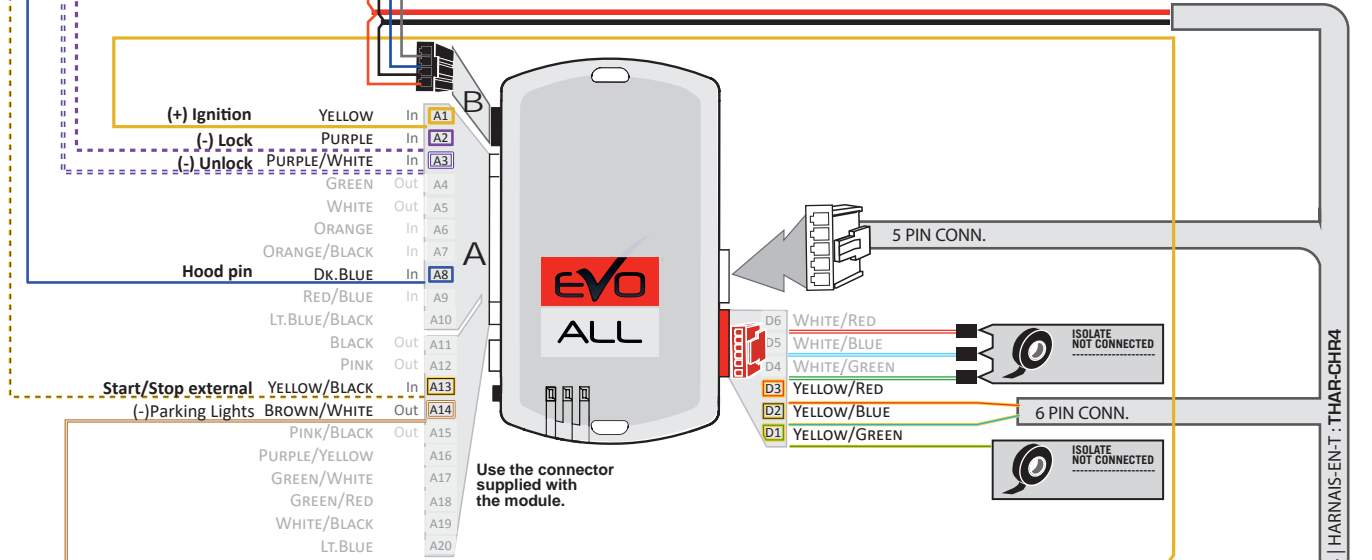 B
(+) Ignition YELLOW In A1
(-) Lock PURPLE In A2
(-) Unlock PURPLE/WHITE In A3
GREEN Out A4
WHITE Out A5
ORANGE In A6
ORANGE/BLACK In A7
A
Hood pin DK.BLUE In A8
RED/BLUE In A9
LT.BLUE/BLACK A10
BLACK Out A11
PINK Out A12
Start/Stop external YELLOW/BLACK In A13
(-)Parking Lights BROWN/WHITE Out A14
PINK/BLACK Out A15
PURPLE/YELLOW A16
GREEN/WHITE A17
GREEN/RED A18
WHITE/BLACK A19
LT.BLUE A20
EVO
ALL
Use the connector
supplied with
the module.
5 PIN CONN.
D6 WHITE/RED
D5 WHITE/BLUE
D4 WHITE/GREEN
D3 YELLOW/RED
D2 YELLOW/BLUE
D1 YELLOW/GREEN
ISOLATE
NOT CONNECTED
6 PIN CONN.
ISOLATE
NOT CONNECTED
| HARNAIS-EN-T : THAR-CHR4